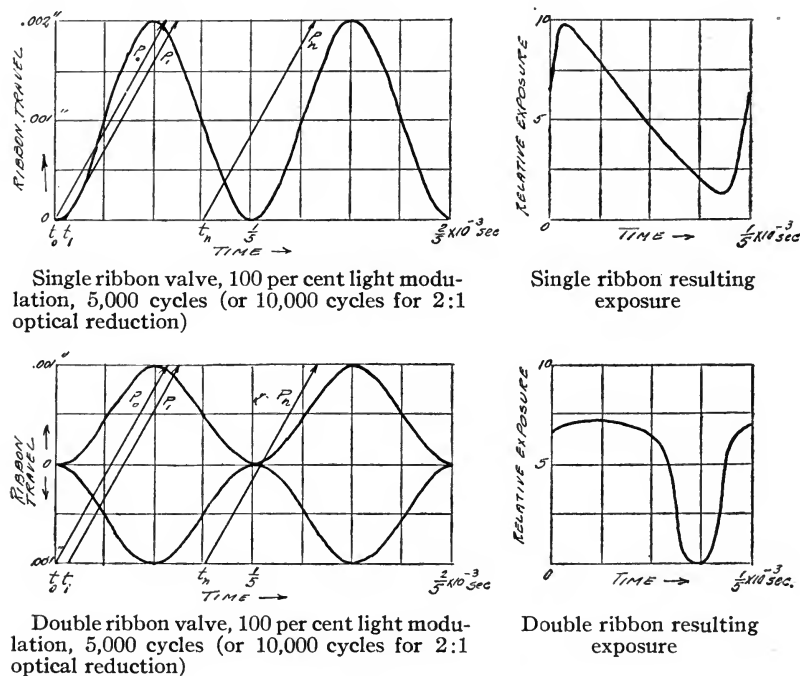 .002"
.001"
0
RIBBON TRAVEL
P₀
P₁
Pₙ
t₀ t₁
tₙ
1/5
2/5 x10⁻³ sec
TIME
10
5
0
RELATIVE EXPOSURE
TIME
1/5 x10⁻³ sec
Single ribbon valve, 100 per cent light modu-
lation, 5,000 cycles (or 10,000 cycles for 2:1
optical reduction)
Single ribbon resulting
exposure
.001"
0
.001"
RIBBON
TRAVEL
P₀
P₁
Pₙ
t₀ t₁
tₙ
1/5
2/5 x10⁻³ sec
TIME
10
5
0
RELATIVE EXPOSURE
TIME
1/5 x10⁻³ sec.
Double ribbon valve, 100 per cent light modu-
lation, 5,000 cycles (or 10,000 cycles for 2:1
optical reduction)
Double ribbon resulting
exposure